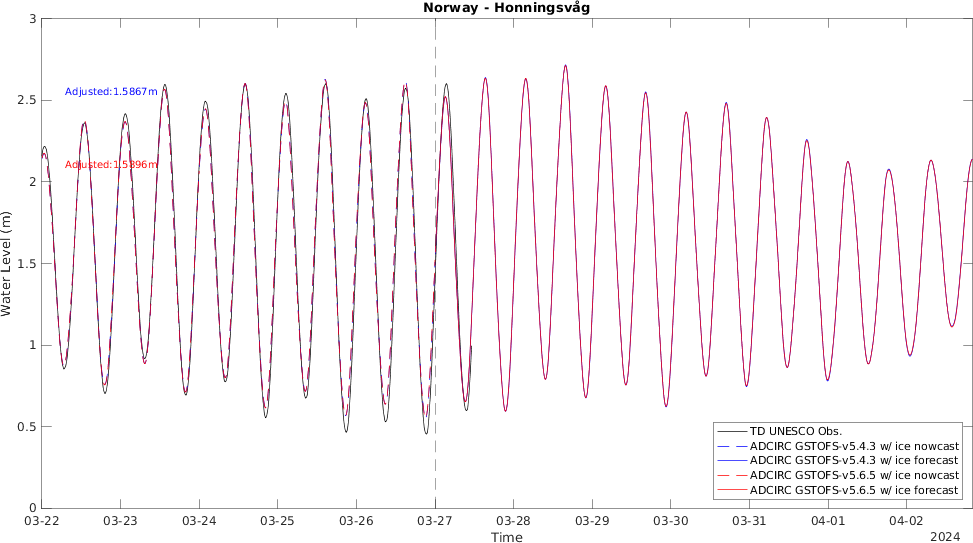 Norway - Honningsvåg
3
2.5
2
1.5
1
0.5
0
Water Level (m)
Adjusted:1.5867m
Adjusted:1.5896m
TD UNESCO Obs.
ADCIRC GSTOFS-v5.4.3 w/ ice nowcast
ADCIRC GSTOFS-v5.4.3 w/ ice forecast
ADCIRC GSTOFS-v5.6.5 w/ ice nowcast
ADCIRC GSTOFS-v5.6.5 w/ ice forecast
03-22 03-23 03-24 03-25 03-26 03-27 03-28 03-29 03-30 03-31 04-01 04-02
Time
2024